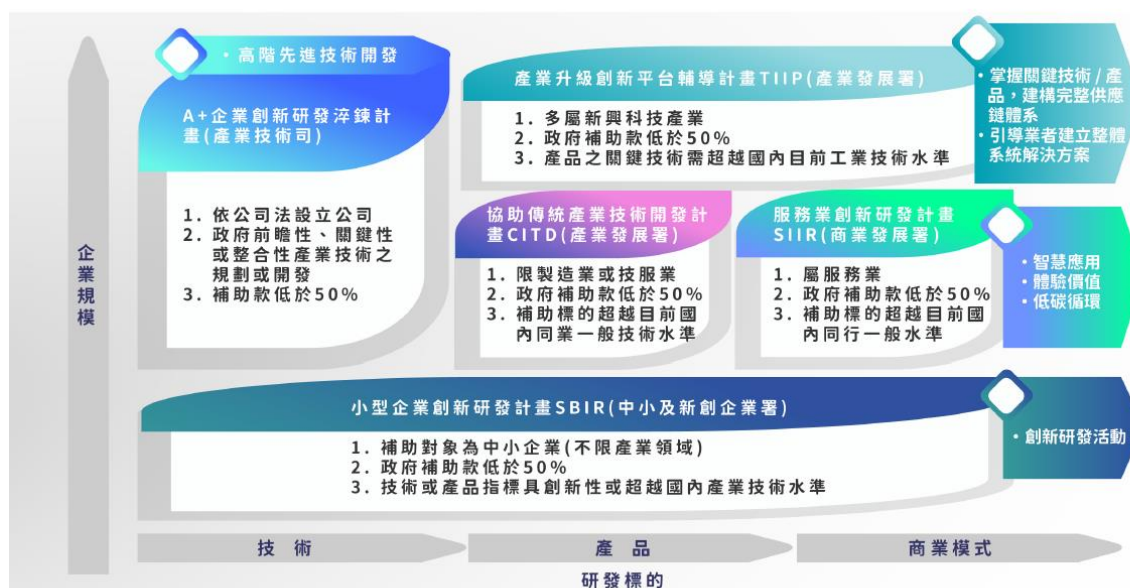 ・高階先進技術開發
A+企業創新研發淬鍊計
畫(產業技術司)
1. 依公司法設立公司
2. 政府前瞻性、關鍵性
或整合性產業技術之
規劃或開發
3. 補助款低於50%
產業升級創新平台輔導計畫TIIP(產業發展署)
1. 多屬新興科技產業
2. 政府補助款低於50%
3. 產品之關鍵技術需超越國內目前工業技術水準
・掌握關鍵技術/產
品，建構完整供應
鏈體系
・引導業者建立整體
系統解決方案
協助傳統產業技術開發計
畫CITD(產業發展署)
1. 限製造業或技服業
2. 政府補助款低於50%
3. 補助標的超越目前國
內同業一般技術水準
服務業創新研發計畫
SIIR(商業發展署)
1. 屬服務業
2. 政府補助款低於50%
3. 補助標的超越目前國
內同行一般水準
・智慧應用
・體驗價值
・低碳循環
企業規模
小型企業創新研發計畫SBIR(中小及新創企業署)
1. 補助對象為中小企業(不限產業領域)
2. 政府補助款低於50%
3. 技術或產品指標具創新性或超越國內產業技術水準
・創新研發活動
技 術
產 品
商業模式
研發標的